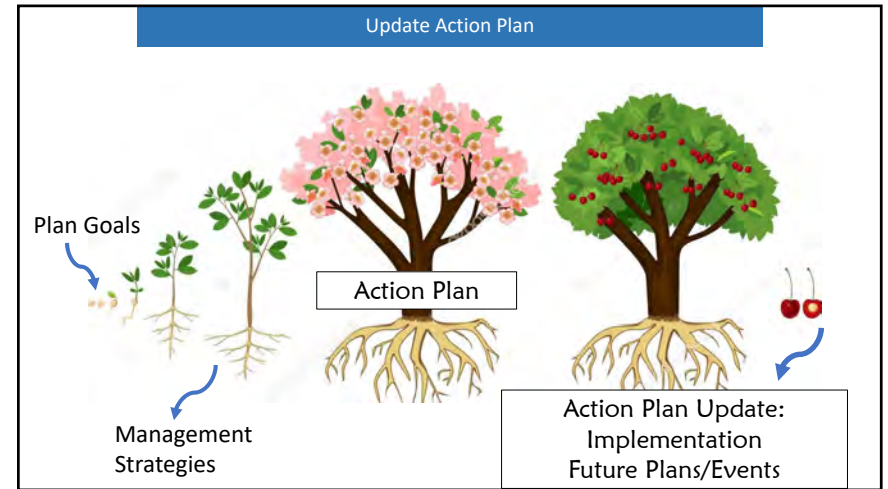 Update Action Plan
Plan Goals
Action Plan
Management
Strategies
Action Plan Update:
Implementation
Future Plans/Events